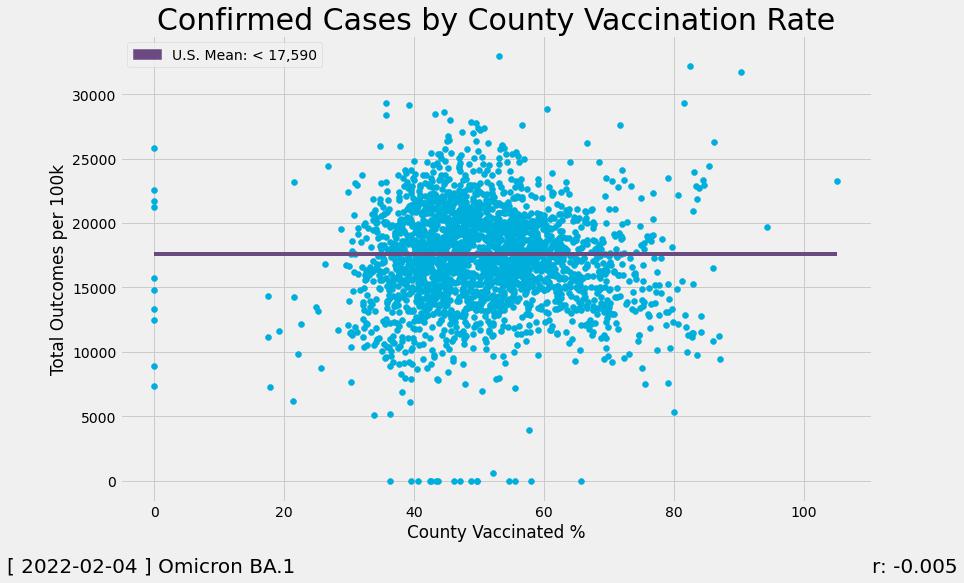 Confirmed Cases by County Vaccination Rate
U.S. Mean: < 17,590
Total Outcomes per 100k
30000
25000
20000
15000
10000
5000
0
0 20 40 60 80 100
County Vaccinated %
[ 2022-02-04 ] Omicron BA.1
r: -0.005